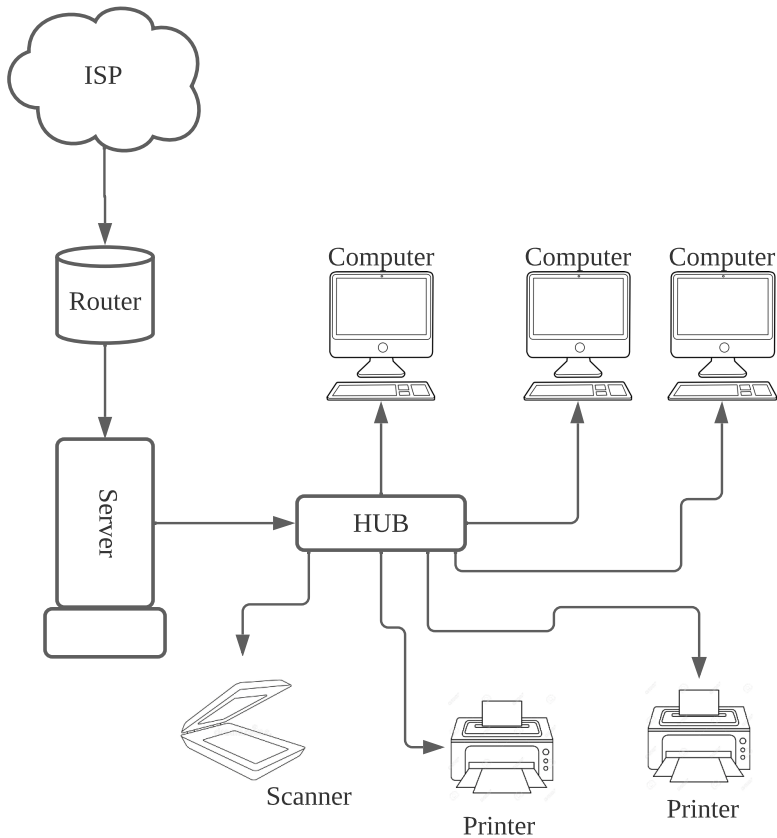 ISP
Computer
Computer
Computer
Router
Server
HUB
Scanner
Printer
Printer